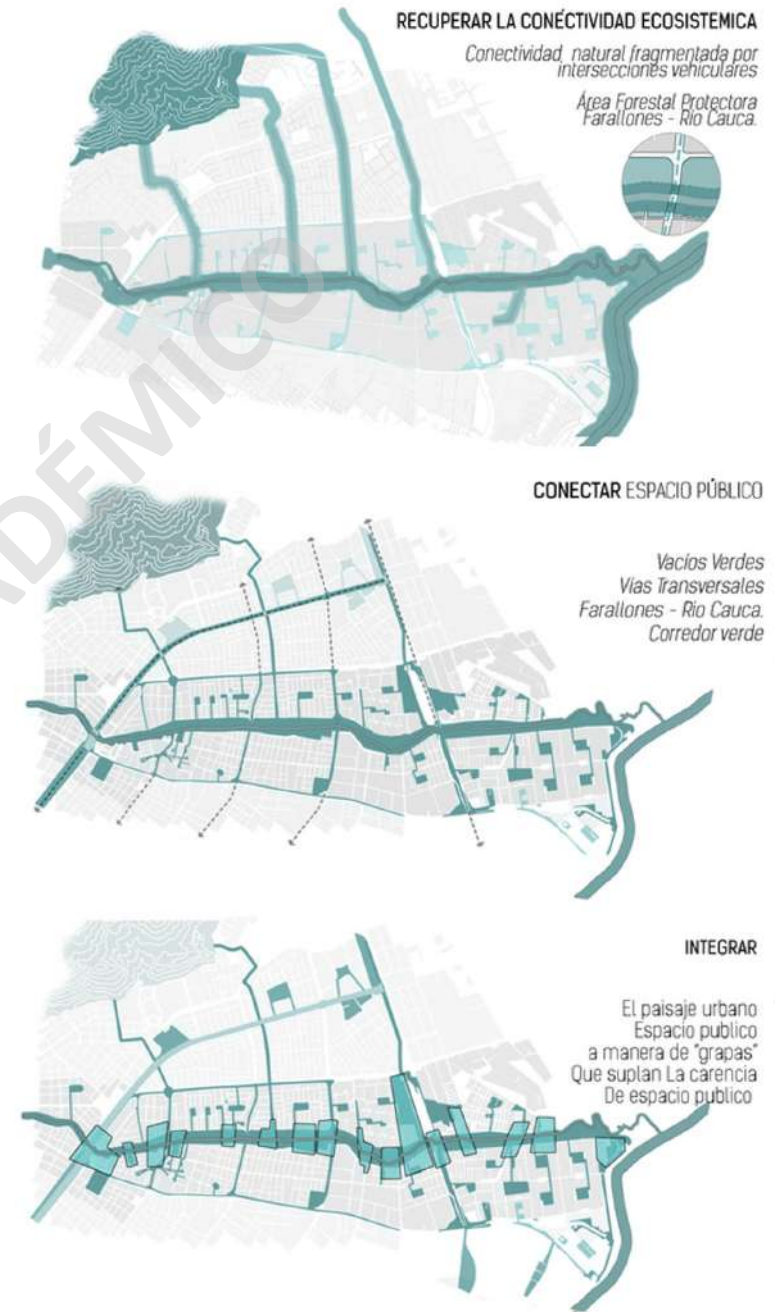 RECUPERAR LA CONÉCTIVIDAD ECOSISTEMICA
Conectividad natural fragmentada por
intersecciones vehiculares
Área Forestal Protectora
Farallones - Rio Cauca.
ADÉMICO
CONECTAR ESPACIO PÚBLICO
Vacíos Verdes
Vías Transversales
Farallones - Rio Cauca.
Corredor verde
INTEGRAR
El paisaje urbano
Espacio publico
a manera de "grapas"
Que suplan La carencia
De espacio publico